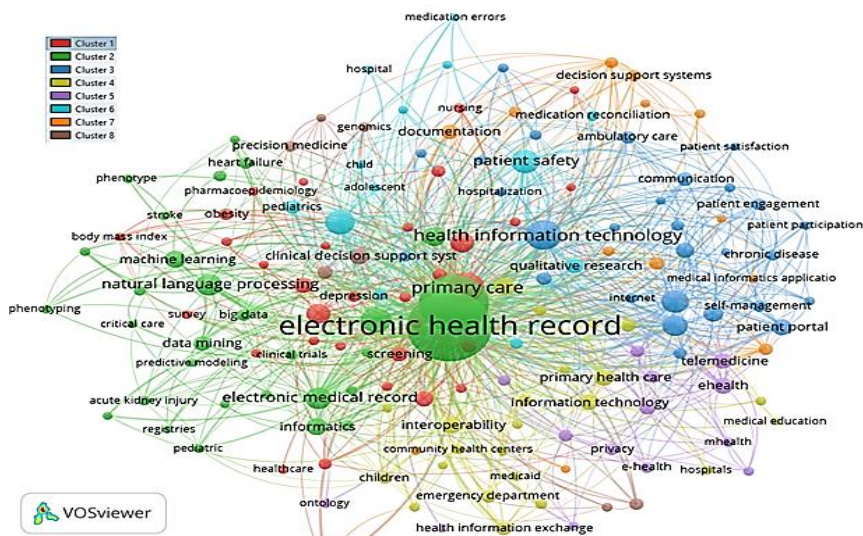 medication errors
Cluster 1
Cluster 2
Cluster 3
Cluster 4
Cluster 5
Cluster 6
Cluster 7
Cluster 8
hospital
decision support systems
nursing
medication reconciliation
genomics
documentation
ambulatory care
precision medicine
patient satisfaction
heart failure
child
patient safety
phenotype
communication
pharmacoepidemiology
adolescent
hospitalization
pediatrics
patient engagement
stroke
obesity
patient participation
body mass index
health information technology
machine learning
clinical decision support syst
chronic disease
qualitative research
medical informatics applicatio
natural language processing
depression
primary care
internet
self-management
phenotyping
survey
big data
critical care
electronic health record
patient portal
data mining
clinical trials
screening
telemedicine
predictive modeling
primary health care
ehealth
acute kidney injury
electronic medical record
information technology
registries
informatics
interoperability
medical education
pediatric
community health centers
privacy
mhealth
healthcare
children
medicaid
e-health
hospitals
ontology
emergency department
health information exchange
VOSviewer